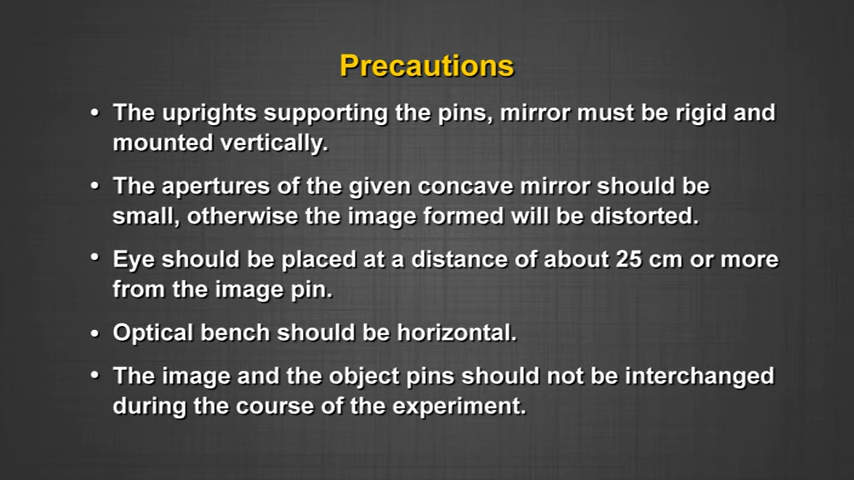 Precautions
• The uprights supporting the pins, mirror must be rigid and
mounted vertically.
• The apertures of the given concave mirror should be
small, otherwise the image formed will be distorted.
• Eye should be placed at a distance of about 25 cm or more
from the image pin.
• Optical bench should be horizontal.
• The image and the object pins should not be interchanged
during the course of the experiment.